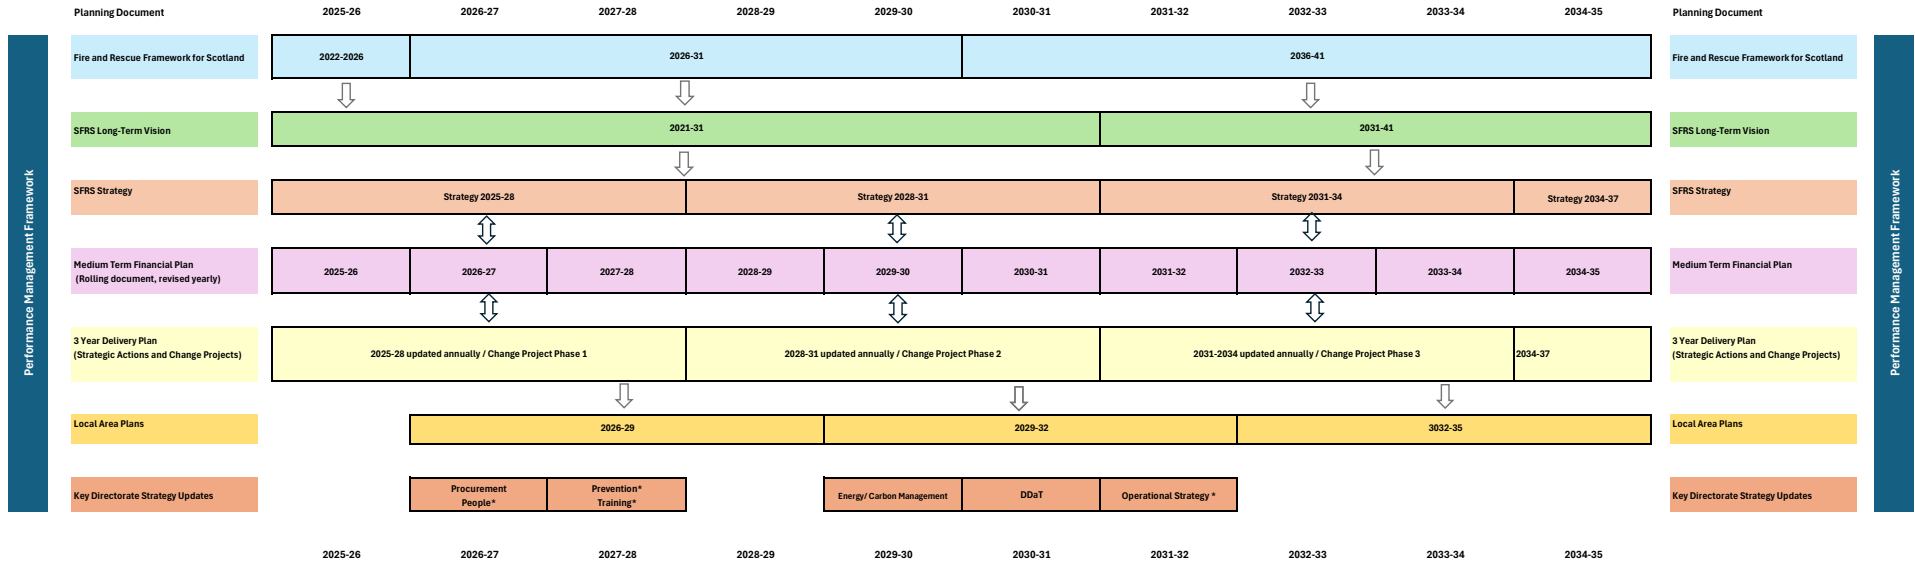 Planning Document 2025-26 2026-27 2027-28 2028-29 2029-30 2030-31 2031-32 2032-33 2033-34 2034-35 Planning Document
Performance Management Framework
Fire and Rescue Framework for Scotland 2022-2026 2026-31 2036-41 Fire and Rescue Framework for Scotland
SFRS Long-Term Vision 2021-31 2031-41 SFRS Long-Term Vision
SFRS Strategy Strategy 2025-28 Strategy 2028-31 Strategy 2031-34 Strategy 2034-37 SFRS Strategy
Medium Term Financial Plan
(Rolling document, revised yearly)
2025-26 2026-27 2027-28 2028-29 2029-30 2030-31 2031-32 2032-33 2033-34 2034-35
Medium Term Financial Plan
3 Year Delivery Plan
(Strategic Actions and Change Projects)
2025-28 updated annually / Change Project Phase 1 2028-31 updated annually / Change Project Phase 2 2031-2034 updated annually / Change Project Phase 3 2034-37
3 Year Delivery Plan
(Strategic Actions and Change Projects)
Local Area Plans 2026-29 2029-32 3032-35 Local Area Plans
Key Directorate Strategy Updates
Procurement
People*
Prevention*
Training*
Energy/ Carbon Management
DDaT
Operational Strategy *
Key Directorate Strategy Updates
Performance Management Framework
2025-26 2026-27 2027-28 2028-29 2029-30 2030-31 2031-32 2032-33 2033-34 2034-35